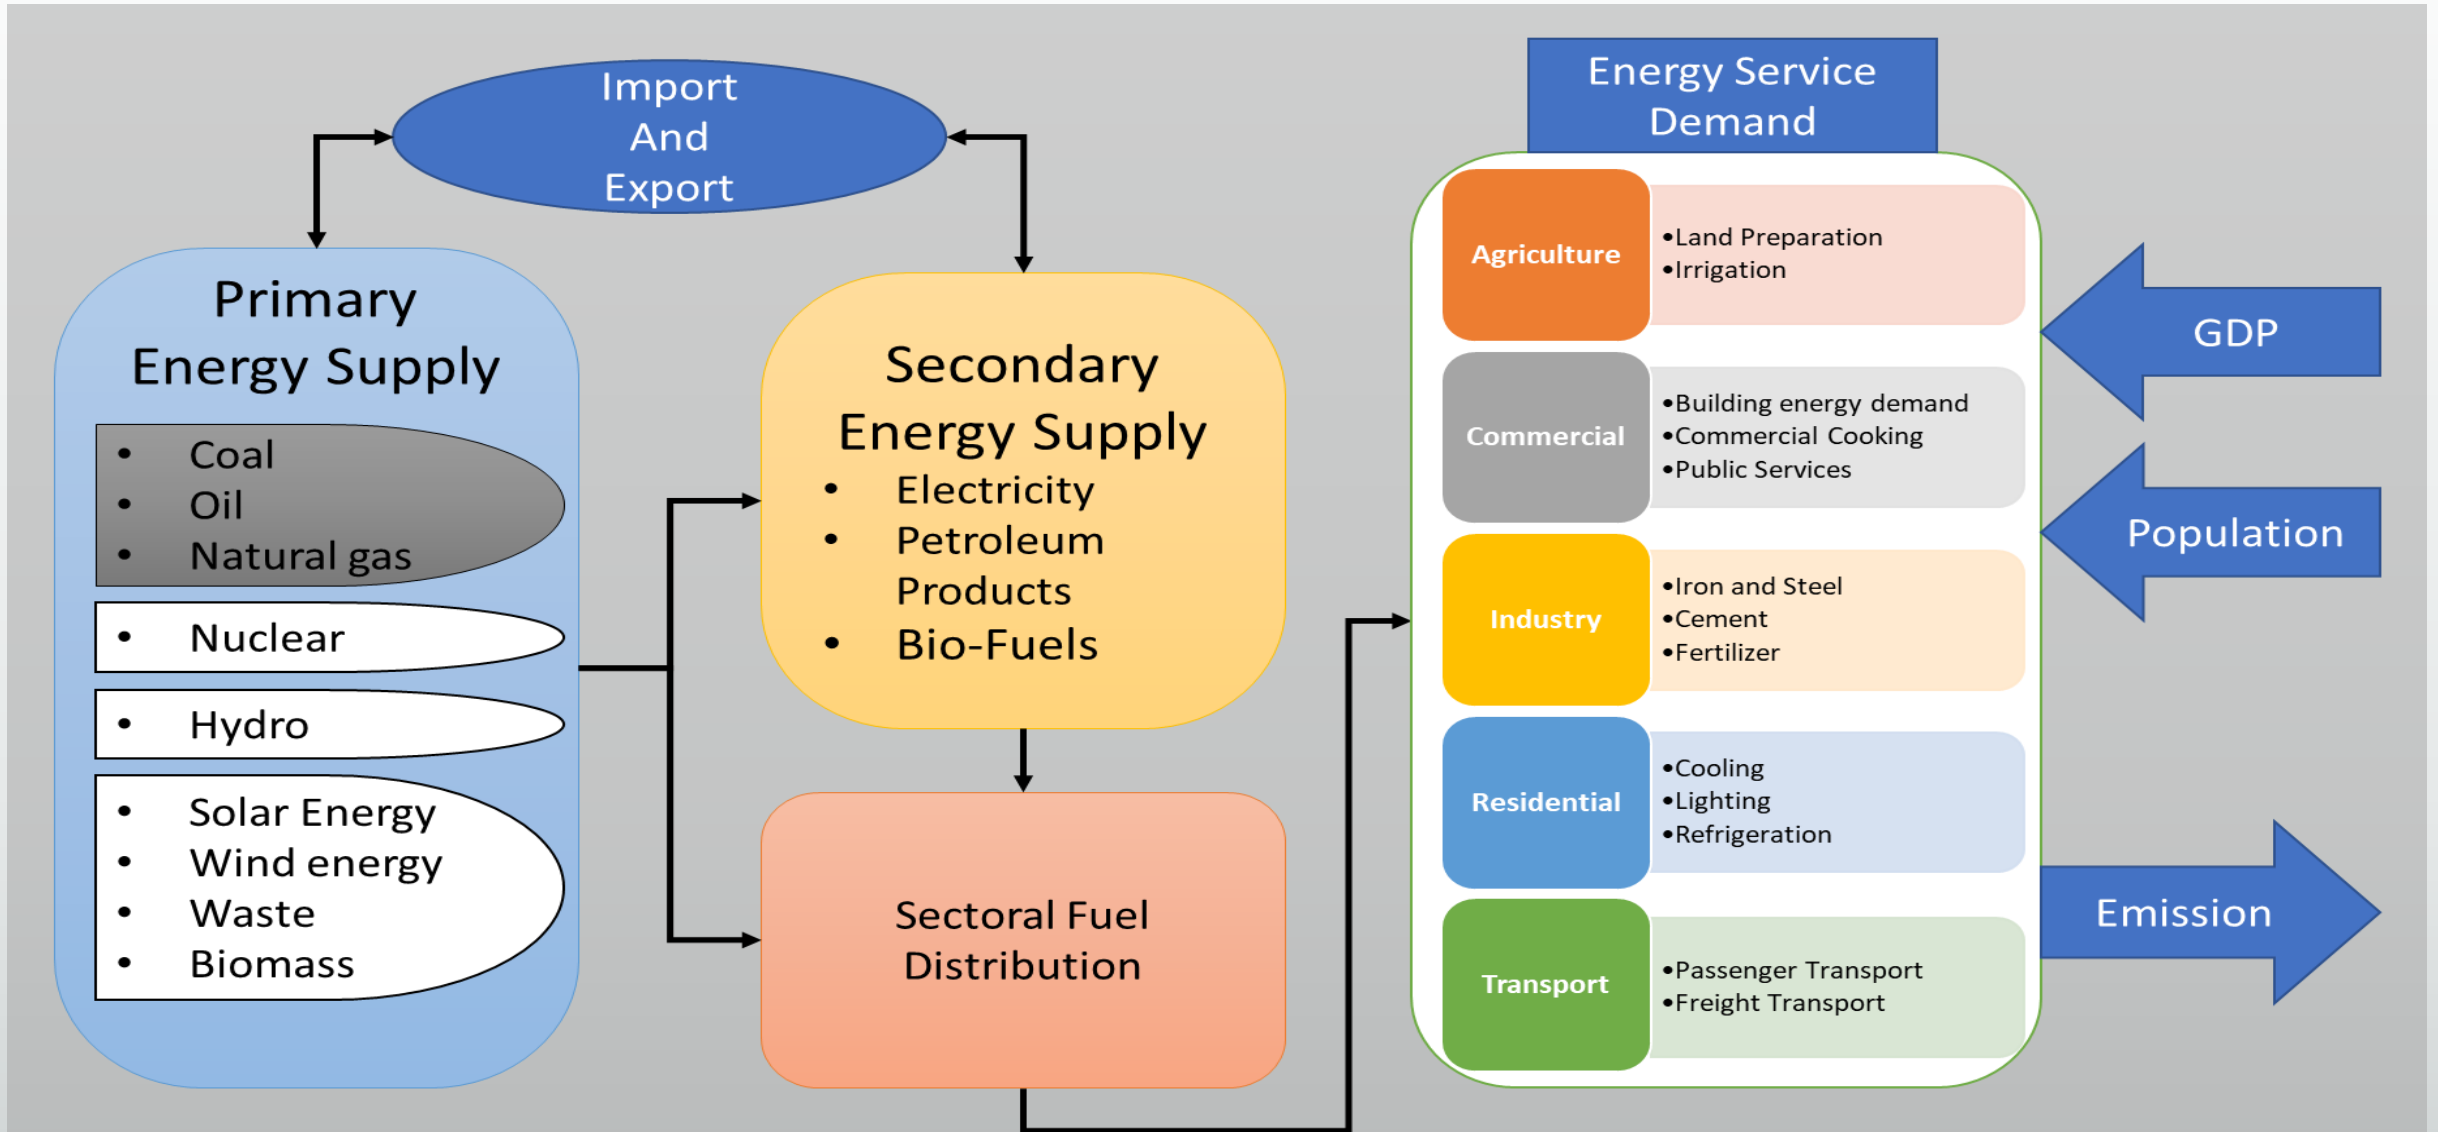 Import
And
Export
Primary
Energy Supply
• Coal
• Oil
• Natural gas
• Nuclear
• Hydro
• Solar Energy
• Wind energy
• Waste
• Biomass
Secondary
Energy Supply
• Electricity
• Petroleum
Products
• Bio-Fuels
Sectoral Fuel
Distribution
Energy Service
Demand
Agriculture
•Land Preparation
•Irrigation
Commercial
•Building energy demand
•Commercial Cooking
•Public Services
Industry
•Iron and Steel
•Cement
•Fertilizer
Residential
•Cooling
•Lighting
•Refrigeration
Transport
•Passenger Transport
•Freight Transport
GDP
Population
Emission